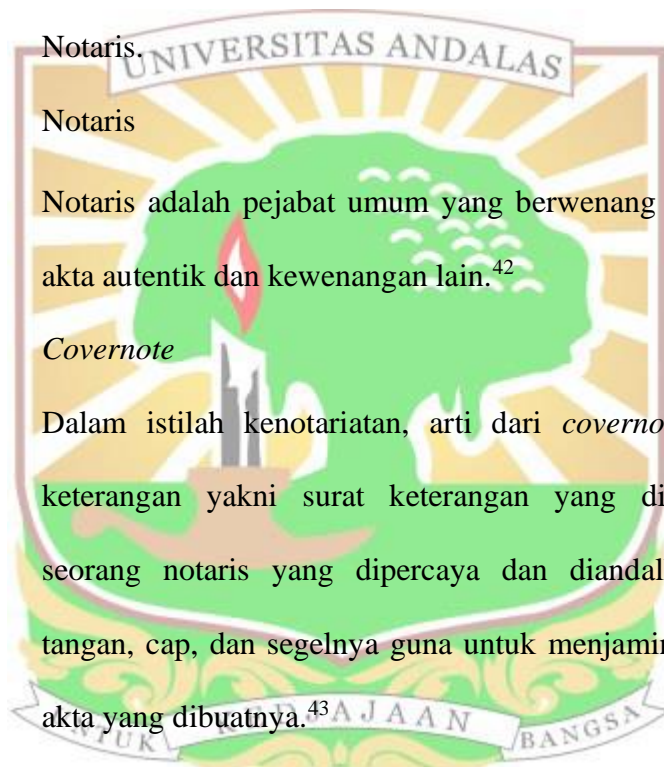 Notaris.
UNIVERSITAS ANDALAS
Notaris
Notaris adalah pejabat umum yang berwenang
akta autentik dan kewenangan lain.42
Covernote
Dalam istilah kenotariatan, arti dari coverno
keterangan yakni surat keterangan yang di
seorang notaris yang dipercaya dan diandal
tangan, cap, dan segelnya guna untuk menjamin
akta yang dibuatnya.43
UNTUK KEDJAJAAN BANGSA